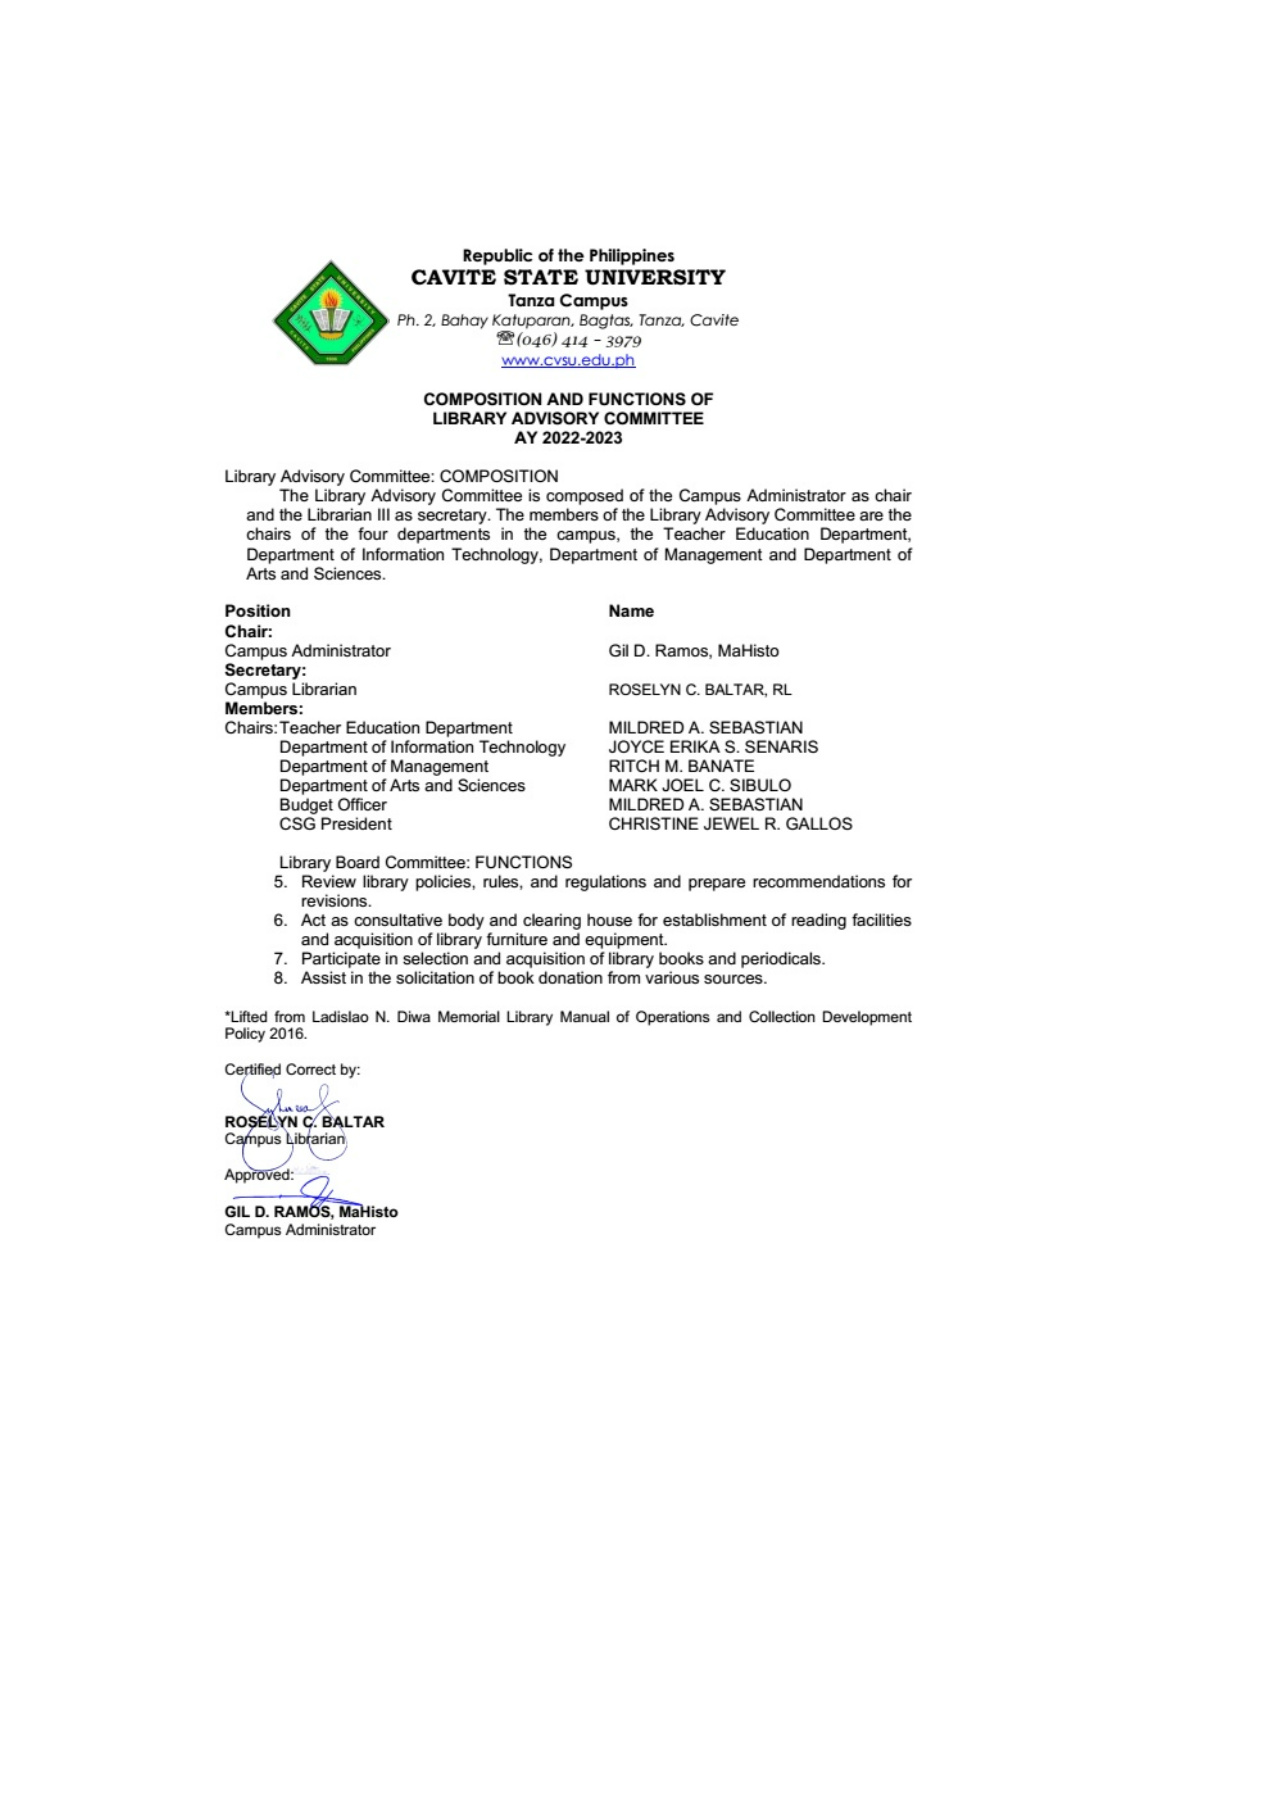 Republic of the Philippines
CAVITE STATE UNIVERSITY
Tanza Campus
Ph. 2, Bahay Katuparan, Bagtas, Tanza, Cavite
☎(046) 414 - 3979
www.cvsu.edu.ph
COMPOSITION AND FUNCTIONS OF
LIBRARY ADVISORY COMMITTEE
AY 2022-2023
Library Advisory Committee: COMPOSITION
The Library Advisory Committee is composed of the Campus Administrator as chair
and the Librarian III as secretary. The members of the Library Advisory Committee are the
chairs of the four departments in the campus, the Teacher Education Department,
Department of Information Technology, Department of Management and Department of
Arts and Sciences.
Position Name
Chair:
Campus Administrator Gil D. Ramos, MaHisto
Secretary:
Campus Librarian ROSELYN C. BALTAR, RL
Members:
Chairs: Teacher Education Department MILDRED A. SEBASTIAN
Department of Information Technology JOYCE ERIKA S. SENARIS
Department of Management RITCH M. BANATE
Department of Arts and Sciences MARK JOEL C. SIBULO
Budget Officer MILDRED A. SEBASTIAN
CSG President CHRISTINE JEWEL R. GALLOS
Library Board Committee: FUNCTIONS
5. Review library policies, rules, and regulations and prepare recommendations for
revisions.
6. Act as consultative body and clearing house for establishment of reading facilities
and acquisition of library furniture and equipment.
7. Participate in selection and acquisition of library books and periodicals.
8. Assist in the solicitation of book donation from various sources.
*Lifted from Ladislao N. Diwa Memorial Library Manual of Operations and Collection Development
Policy 2016.
Certified Correct by:
ROSELYN C. BALTAR
Campus Librarian
Approved:
GIL D. RAMOS, MaHisto
Campus Administrator